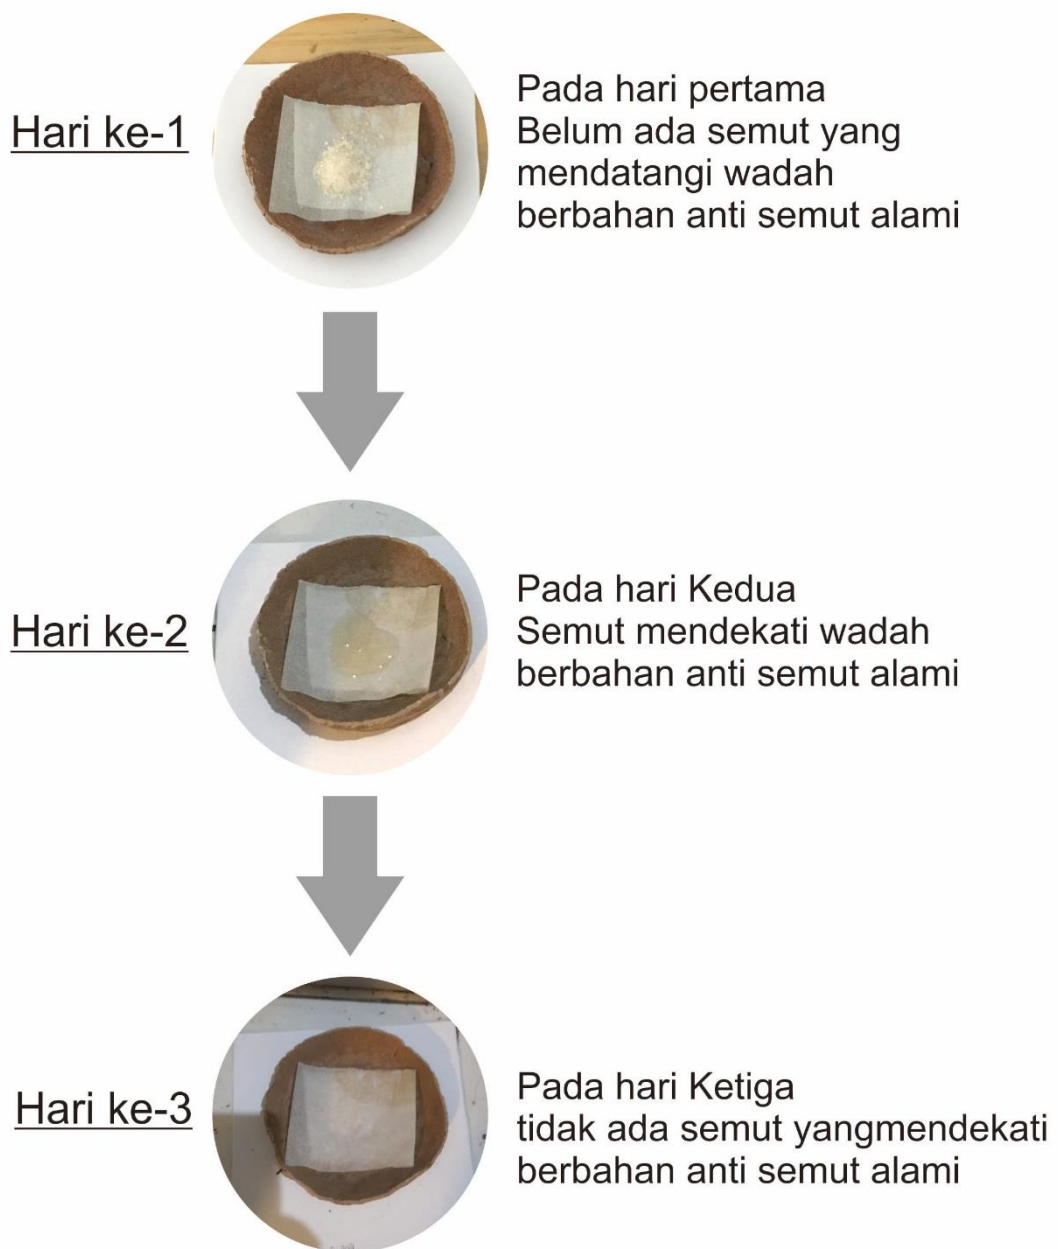 Hari ke-1
Pada hari pertama
Belum ada semut yang
mendatangi wadah
berbahan anti semut alami
Hari ke-2
Pada hari Kedua
Semut mendekati wadah
berbahan anti semut alami
Hari ke-3
Pada hari Ketiga
tidak ada semut yangmendekati
berbahan anti semut alami